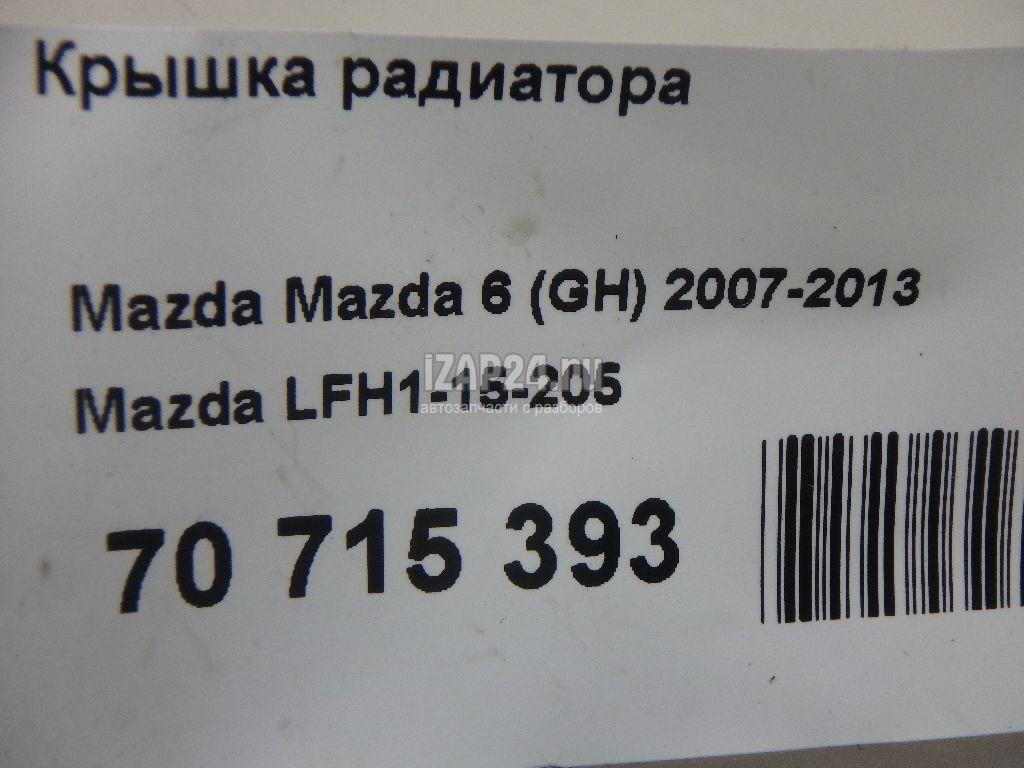 Крышка радиатора
Mazda Mazda 6 (GH) 2007-2013
iZAP24.ru
Mazda LFH1-15-205
автозапчасти с разборов
70 715 393